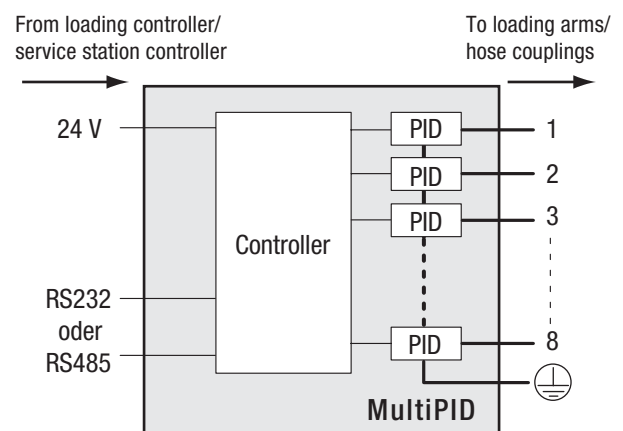 From loading controller/
service station controller
To loading arms/
hose couplings
24 V
RS232
oder
RS485
Controller
PID
1
PID
2
PID
3
PID
8
MultiPID